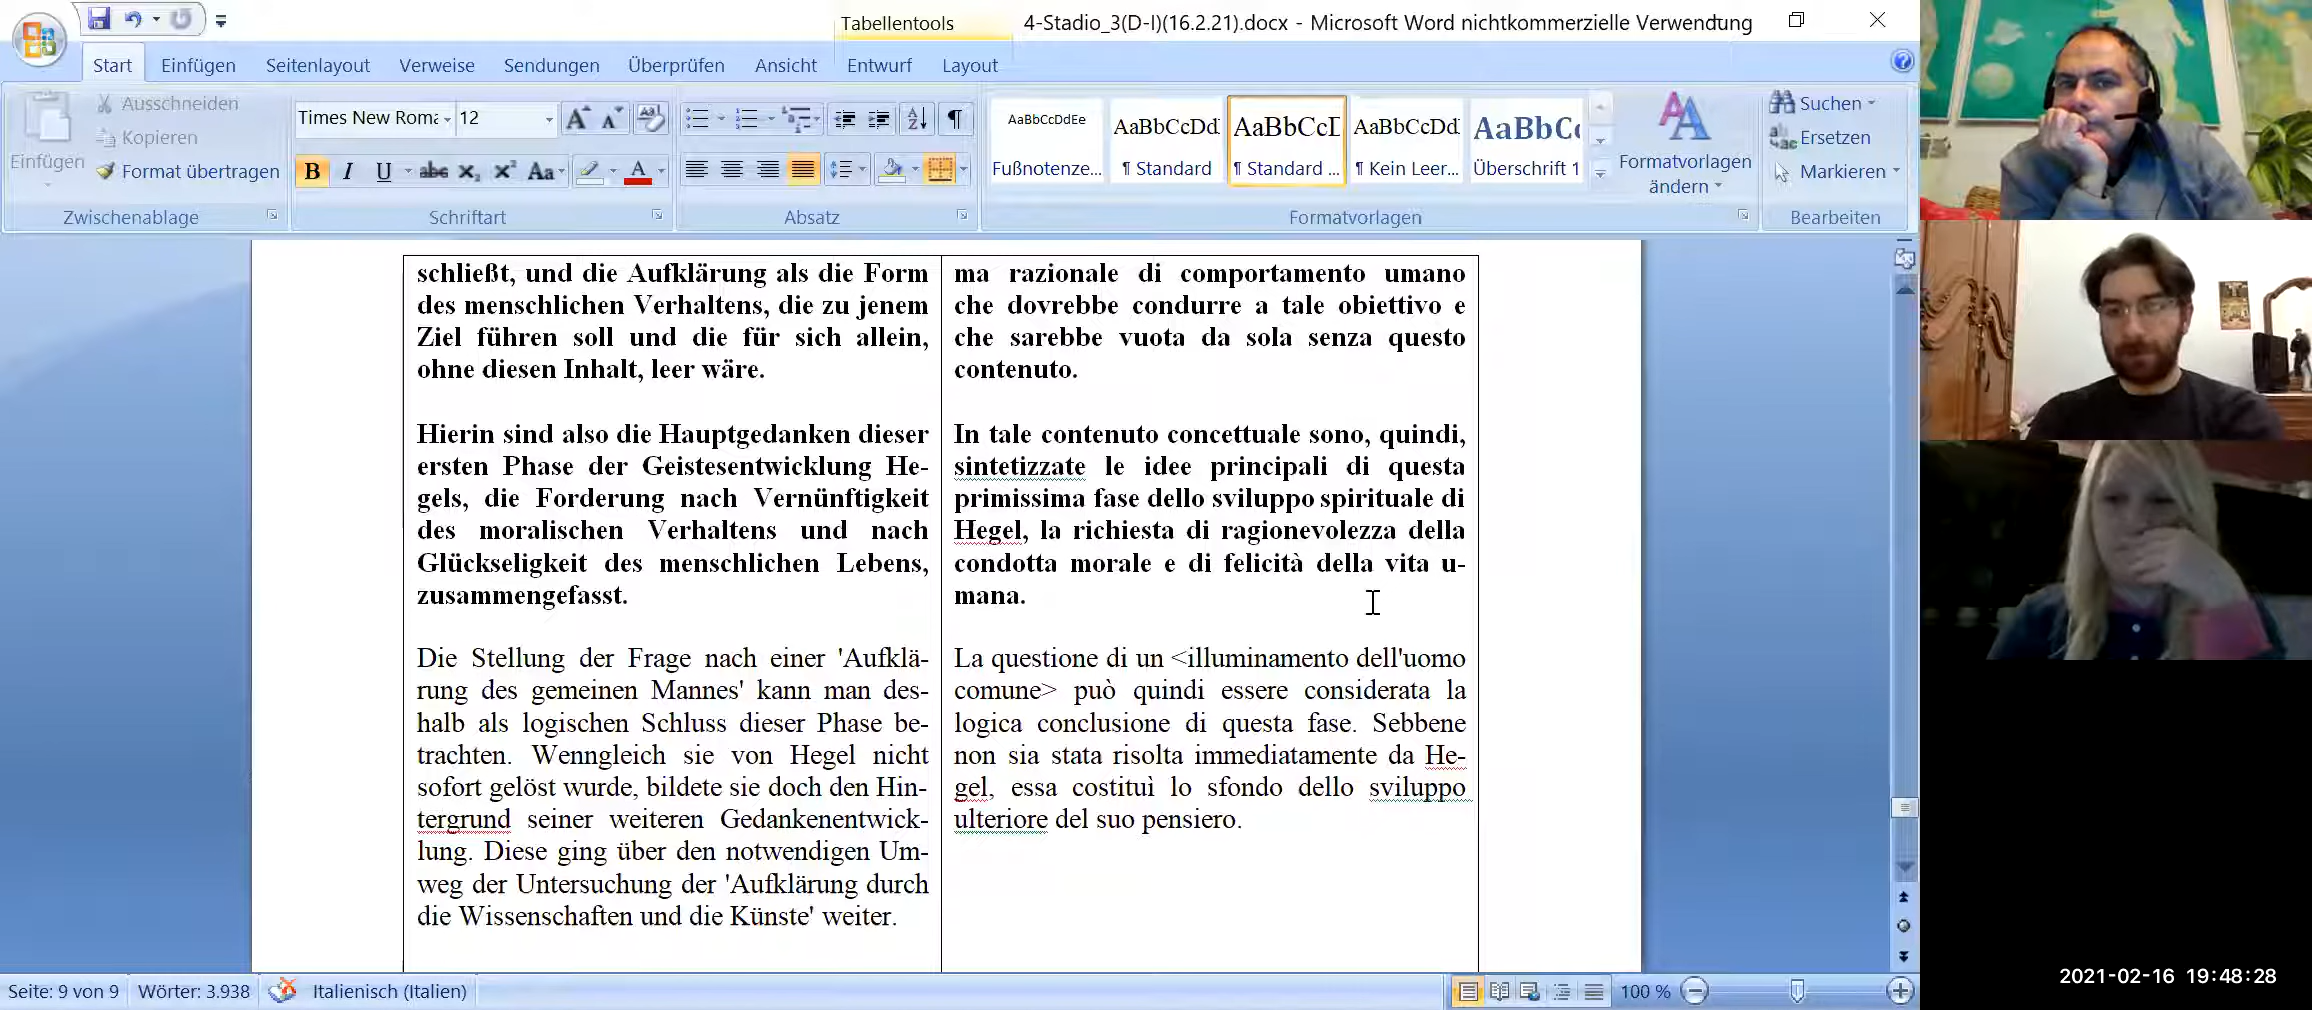 Tabellentools
4-Stadio_3(D-I)(16.2.21).docx - Microsoft Word nichtkommerzielle Verwendung
Start Einfügen Seitenlayout Verweise Sendungen Überprüfen Ansicht Entwurf Layout
Einfügen
Ausschneiden
Kopieren
Format übertragen
Zwischenablage
Times New Roma 12
Schriftart
Absatz
AaBbCcDdEe AaBbCcDd AaBbCcD AaBbCcDd AaBbCc
Fußnotenze... ¶ Standard ¶ Standard ... ¶ Kein Leer... Überschrift 1
Formatvorlagen
ändern
Formatvorlagen
Suchen
Ersetzen
Markieren
Bearbeiten
schließt, und die Aufklärung als die Form
des menschlichen Verhaltens, die zu jenem
Ziel führen soll und die für sich allein,
ohne diesen Inhalt, leer wäre.
Hierin sind also die Hauptgedanken dieser
ersten Phase der Geistesentwicklung He-
gels, die Forderung nach Vernünftigkeit
des moralischen Verhaltens und nach
Glückseligkeit des menschlichen Lebens,
zusammengefasst.
Die Stellung der Frage nach einer 'Aufklä-
rung des gemeinen Mannes' kann man des-
halb als logischen Schluss dieser Phase be-
trachten. Wenngleich sie von Hegel nicht
sofort gelöst wurde, bildete sie doch den Hin-
tergrund seiner weiteren Gedankenentwick-
lung. Diese ging über den notwendigen Um-
weg der Untersuchung der 'Aufklärung durch
die Wissenschaften und die Künste' weiter.
ma razionale di comportamento umano
che dovrebbe condurre a tale obiettivo e
che sarebbe vuota da sola senza questo
contenuto.
In tale contenuto concettuale sono, quindi,
sintetizzate le idee principali di questa
primissima fase dello sviluppo spirituale di
Hegel, la richiesta di ragionevolezza della
condotta morale e di felicità della vita u-
mana.
La questione di un <illuminamento dell'uomo
comune> può quindi essere considerata la
logica conclusione di questa fase. Sebbene
non sia stata risolta immediatamente da He-
gel, essa costituì lo sfondo dello sviluppo
ulteriore del suo pensiero.
Seite: 9 von 9 Wörter: 3.938 Italienisch (Italien) 100 %
2021-02-16 19:48:28